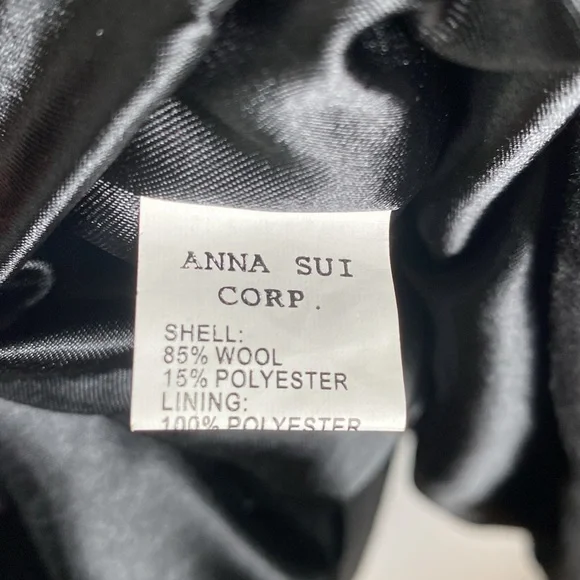 ANNA SUI
CORP.
SHELL:
85% WOOL
15% POLYESTER
LINING:
100% POLYESTER